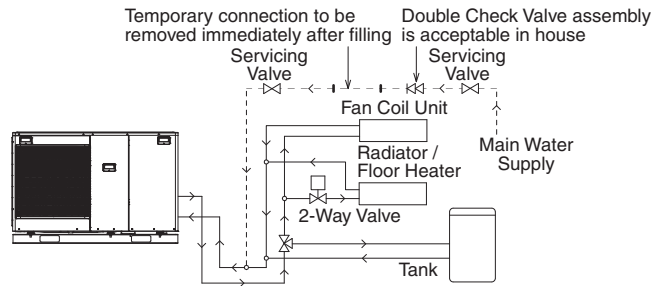 Temporary connection to be
removed immediately after filling
Double Check Valve assembly
is acceptable in house
Servicing
Valve
Servicing
Valve
Fan Coil Unit
Main Water
Supply
Radiator /
Floor Heater
2-Way Valve
Tank